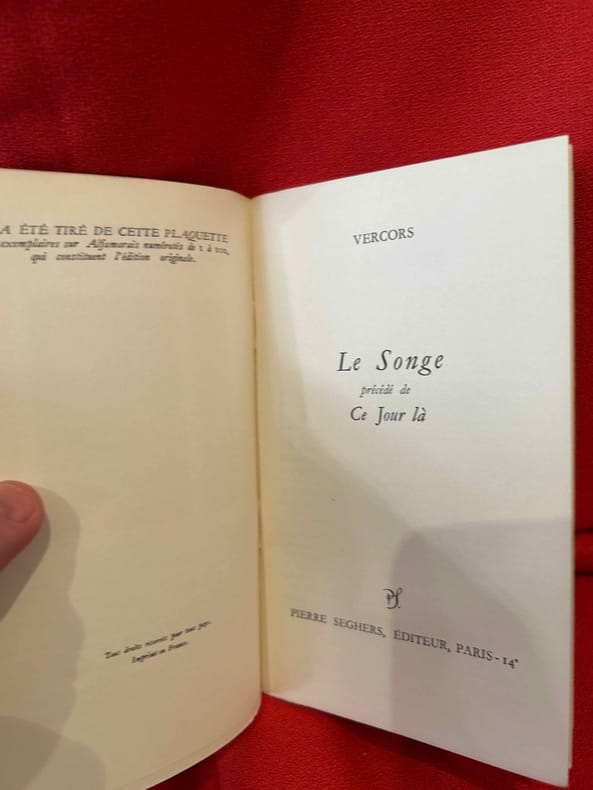 A ÉTÉ TIRÉ DE CETTE PLAQUETTE
exemplaires sur Alfamarais numérotés de 1 à
qui constituent l'édition originale.
Tous droits réservés pour tous pays.
Imprimé en France.
VERCORS
Le Songe
précédé de
Ce Jour là
PS.
PIERRE SEGHERS, ÉDITEUR, PARIS-14e